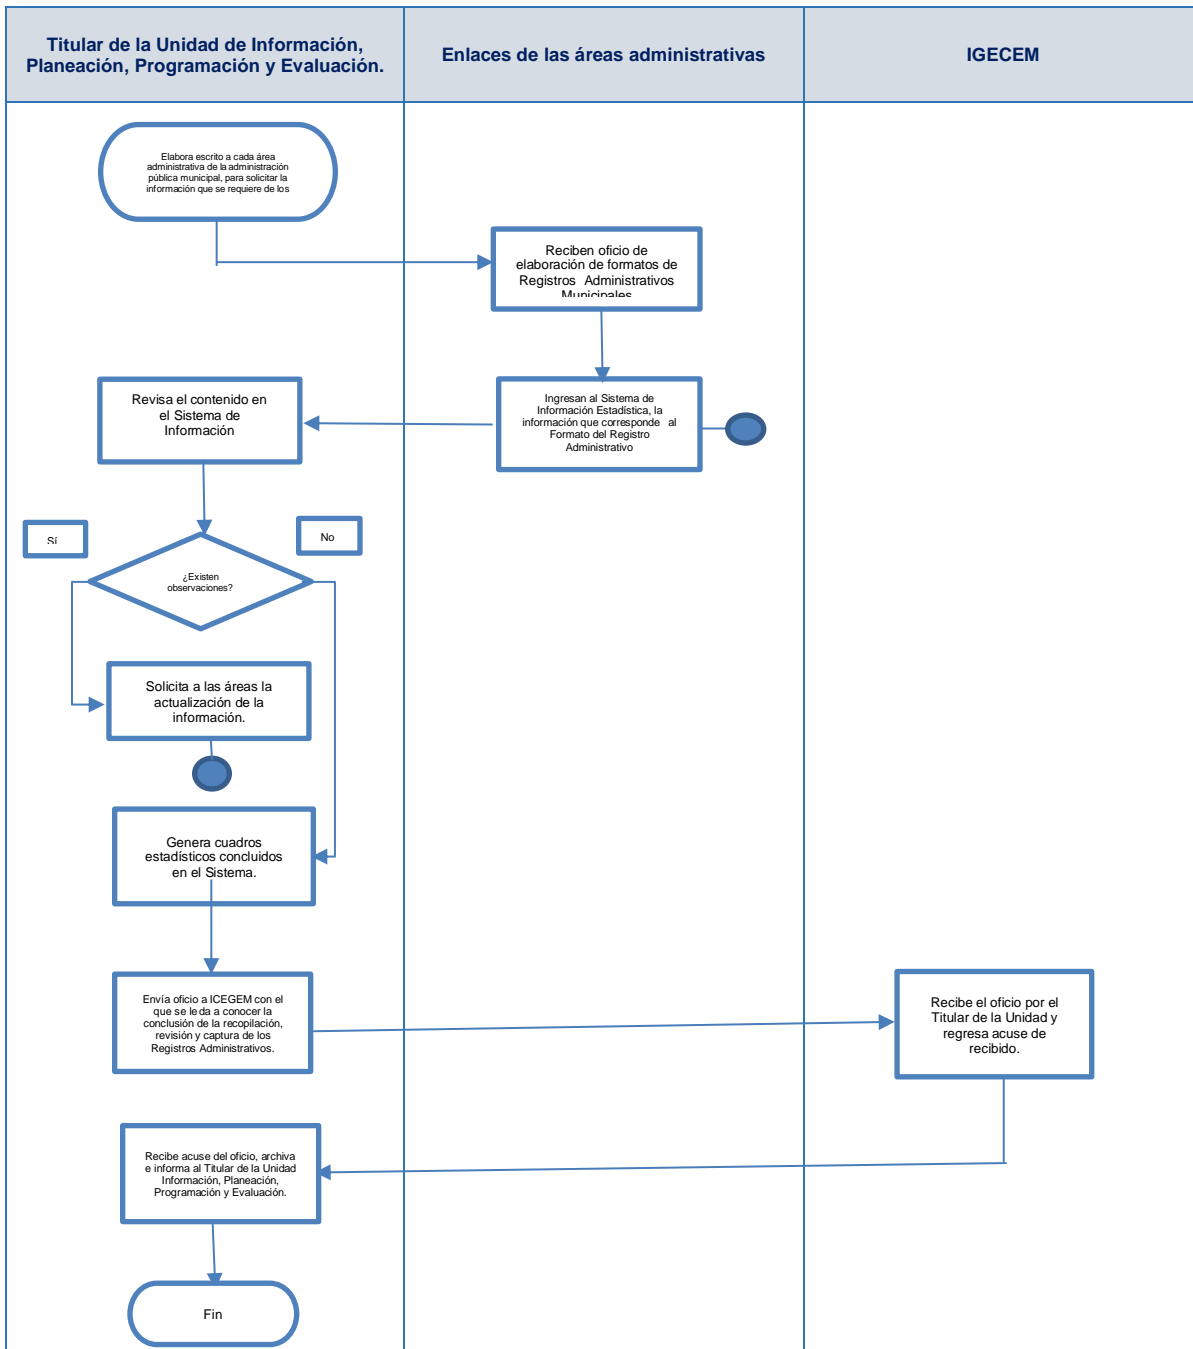 Titular de la Unidad de Información,
Planeación, Programación y Evaluación.
Enlaces de las áreas administrativas
IGECEM
Elabora escrito a cada área
administrativa de la administración
pública municipal, para solicitar la
información que se requiere de los
Reciben oficio de
elaboración de formatos de
Registros Administrativos
Municipales
Revisa el contenido en
el Sistema de
Información
Ingresan al Sistema de
Información Estadística, la
información que corresponde al
Formato del Registro
Administrativo
Sí
No
¿Existen
observaciones?
Solicita a las áreas la
actualización de la
información.
Genera cuadros
estadísticos concluidos
en el Sistema.
Envía oficio a ICEGEM con el
que se le da a conocer la
conclusión de la recopilación,
revisión y captura de los
Registros Administrativos.
Recibe el oficio por el
Titular de la Unidad y
regresa acuse de
recibido.
Recibe acuse del oficio, archiva
e informa al Titular de la Unidad
Información, Planeación,
Programación y Evaluación.
Fin